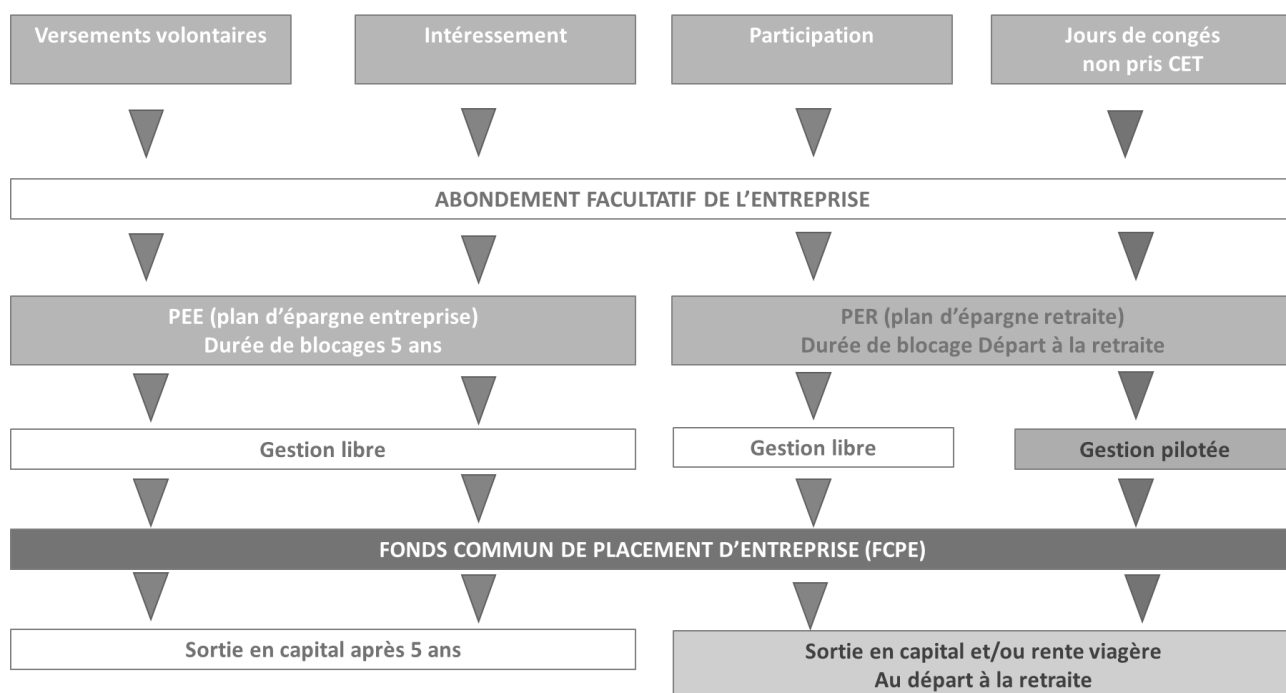 Versements volontaires
Intéressement
Participation
Jours de congés
non pris CET
ABONDEMENT FACULTATIF DE L'ENTREPRISE
PEE (plan d'épargne entreprise)
Durée de blocages 5 ans
PER (plan d'épargne retraite)
Durée de blocage Départ à la retraite
Gestion libre
Gestion libre
Gestion pilotée
FONDS COMMUN DE PLACEMENT D'ENTREPRISE (FCPE)
Sortie en capital après 5 ans
Sortie en capital et/ou rente viagère
Au départ à la retraite